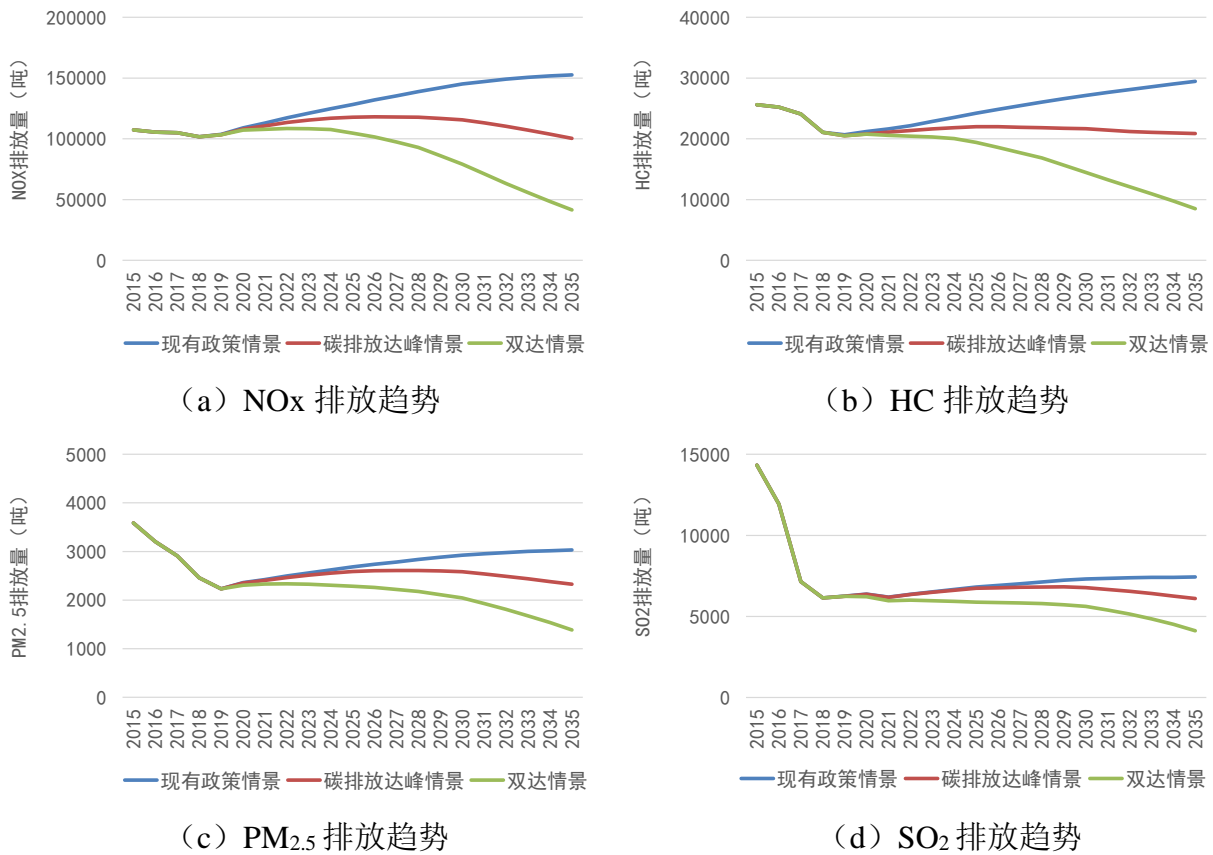 200000
150000
100000
50000
0
NOX排放量（吨）
2015 2016 2017 2018 2019 2020 2021 2022 2023 2024 2025 2026 2027 2028 2029 2030 2031 2032 2033 2034 2035
现有政策情景 碳排放达峰情景 双达情景
（a）NOx 排放趋势
40000
30000
20000
10000
0
HC排放量（吨）
2015 2016 2017 2018 2019 2020 2021 2022 2023 2024 2025 2026 2027 2028 2029 2030 2031 2032 2033 2034 2035
现有政策情景 碳排放达峰情景 双达情景
（b）HC 排放趋势
5000
4000
3000
2000
1000
0
PM2.5排放量（吨）
2015 2016 2017 2018 2019 2020 2021 2022 2023 2024 2025 2026 2027 2028 2029 2030 2031 2032 2033 2034 2035
现有政策情景 碳排放达峰情景 双达情景
（c）PM2.5 排放趋势
15000
10000
5000
0
SO2排放量（吨）
2015 2016 2017 2018 2019 2020 2021 2022 2023 2024 2025 2026 2027 2028 2029 2030 2031 2032 2033 2034 2035
现有政策情景 碳排放达峰情景 双达情景
（d）SO2 排放趋势